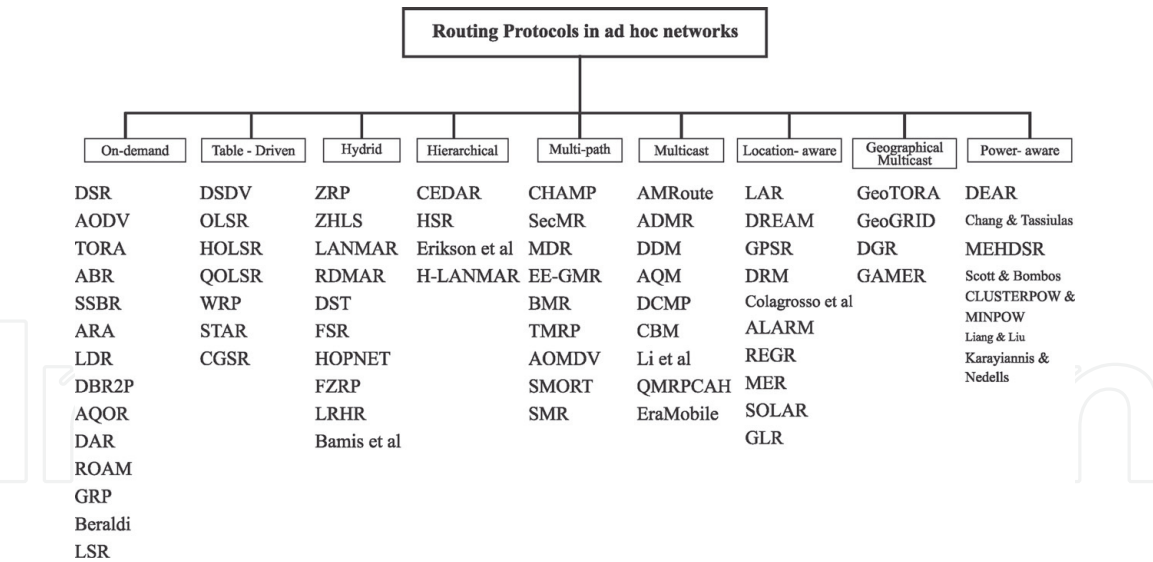 Routing Protocols in ad hoc networks
On-demand
DSR
AODV
TORA
ABR
SSBR
ARA
LDR
DBR2P
AQOR
DAR
ROAM
GRP
Beraldi
LSR
Table - Driven
DSDV
OLSR
HOLSR
QOLSR
WRP
STAR
CGSR
Hydrid
ZRP
ZHLS
LANMAR
RDMAR
DST
FSR
HOPNET
FZRP
LRHR
Bamis et al
Hierarchical
CEDAR
HSR
Erikson et al
H-LANMAR
Multi-path
CHAMP
SecMR
MDR
EE-GMR
BMR
TMRP
AOMDV
SMORT
SMR
Multicast
AMRoute
ADMR
DDM
AQM
DCMP
CBM
Li et al
QMRPCAH
EraMobile
Location- aware
LAR
DREAM
GPSR
DRM
Colagrosso et al
ALARM
REGR
MER
SOLAR
GLR
Geographical
Multicast
GeoTORA
GeoGRID
DGR
GAMER
Power- aware
DEAR
Chang & Tassiulas
MEHDSR
Scott & Bombos
CLUSTERPOW &
MINPOW
Liang & Liu
Karayiannis &
Nedells